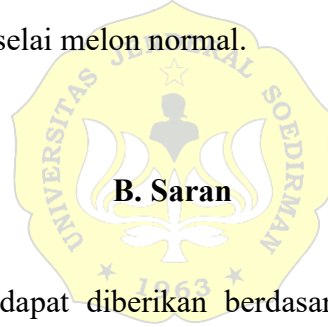 selai melon normal.
UNIVERSITAS JENDERAL SOEDIRMAN
B. Saran
1963
dapat diberikan berdasar